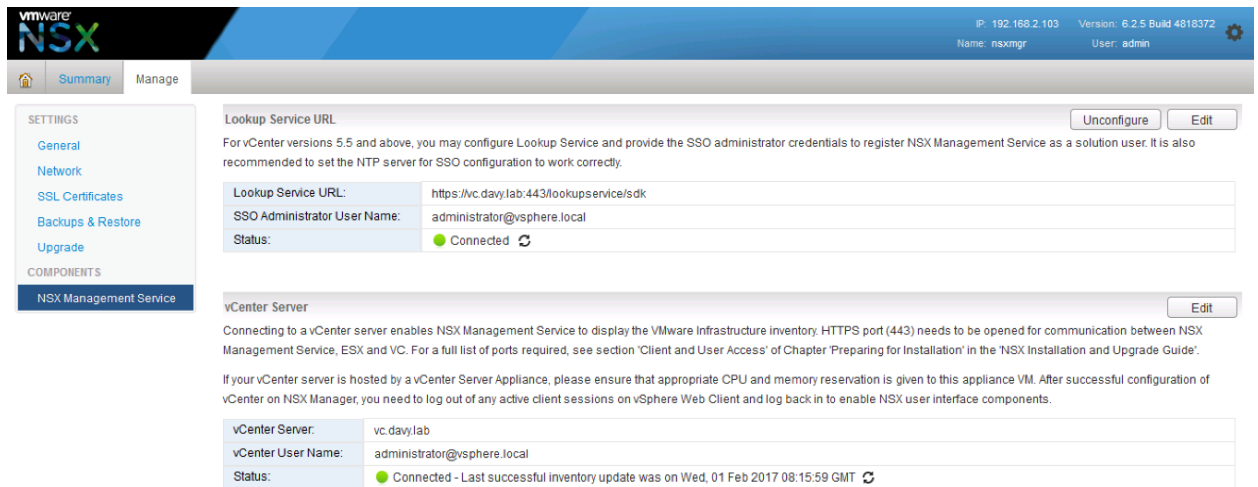 vmware
NSX
IP: 192.168.2.103 Version: 6.2.5 Build 4818372
Name: nsxmgr User: admin
Summary Manage
SETTINGS
General
Network
SSL Certificates
Backups & Restore
Upgrade
COMPONENTS
NSX Management Service
Lookup Service URL Unconfigure Edit
For vCenter versions 5.5 and above, you may configure Lookup Service and provide the SSO administrator credentials to register NSX Management Service as a solution user. It is also
recommended to set the NTP server for SSO configuration to work correctly.
Lookup Service URL: https://vc.davy.lab:443/lookupservice/sdk
SSO Administrator User Name: administrator@vsphere.local
Status: Connected
vCenter Server Edit
Connecting to a vCenter server enables NSX Management Service to display the VMware Infrastructure inventory. HTTPS port (443) needs to be opened for communication between NSX
Management Service, ESX and VC. For a full list of ports required, see section 'Client and User Access' of Chapter 'Preparing for Installation' in the 'NSX Installation and Upgrade Guide'.
If your vCenter server is hosted by a vCenter Server Appliance, please ensure that appropriate CPU and memory reservation is given to this appliance VM. After successful configuration of
vCenter on NSX Manager, you need to log out of any active client sessions on vSphere Web Client and log back in to enable NSX user interface components.
vCenter Server: vc.davy.lab
vCenter User Name: administrator@vsphere.local
Status: Connected - Last successful inventory update was on Wed, 01 Feb 2017 08:15:59 GMT